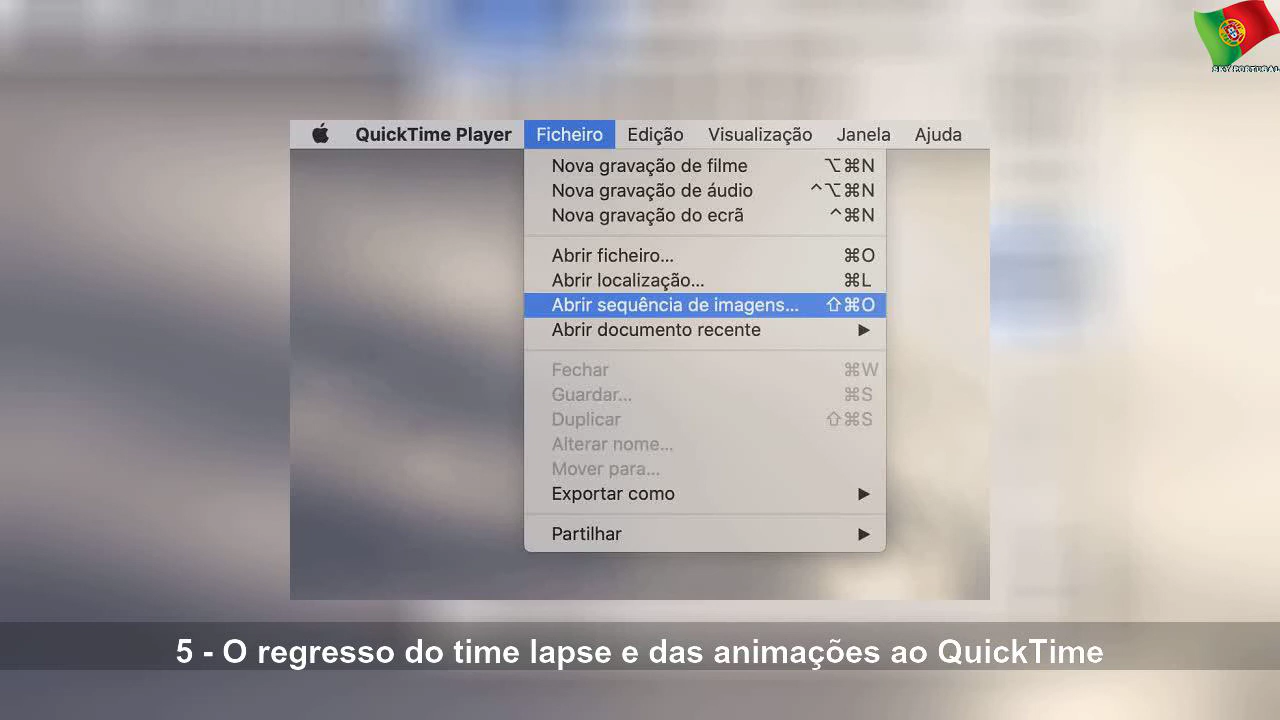 SKY PORTUGAL
QuickTime Player Ficheiro Edição Visualização Janela Ajuda
Nova gravação de filme ⌥⌘N
Nova gravação de áudio ^⌥⌘N
Nova gravação do ecrã ^⌘N
Abrir ficheiro... ⌘O
Abrir localização... ⌘L
Abrir sequência de imagens... ⇧⌘O
Abrir documento recente ▶
Fechar ⌘W
Guardar... ⌘S
Duplicar ⇧⌘S
Alterar nome...
Mover para...
Exportar como ▶
Partilhar ▶
5 - O regresso do time lapse e das animações ao QuickTime